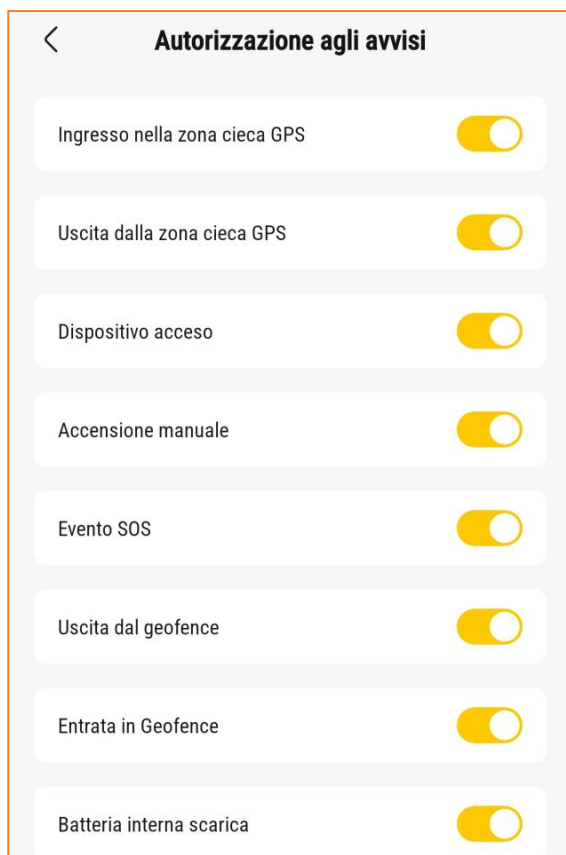 Autorizzazione agli avvisi
Ingresso nella zona cieca GPS
Uscita dalla zona cieca GPS
Dispositivo acceso
Accensione manuale
Evento SOS
Uscita dal geofence
Entrata in Geofence
Batteria interna scarica